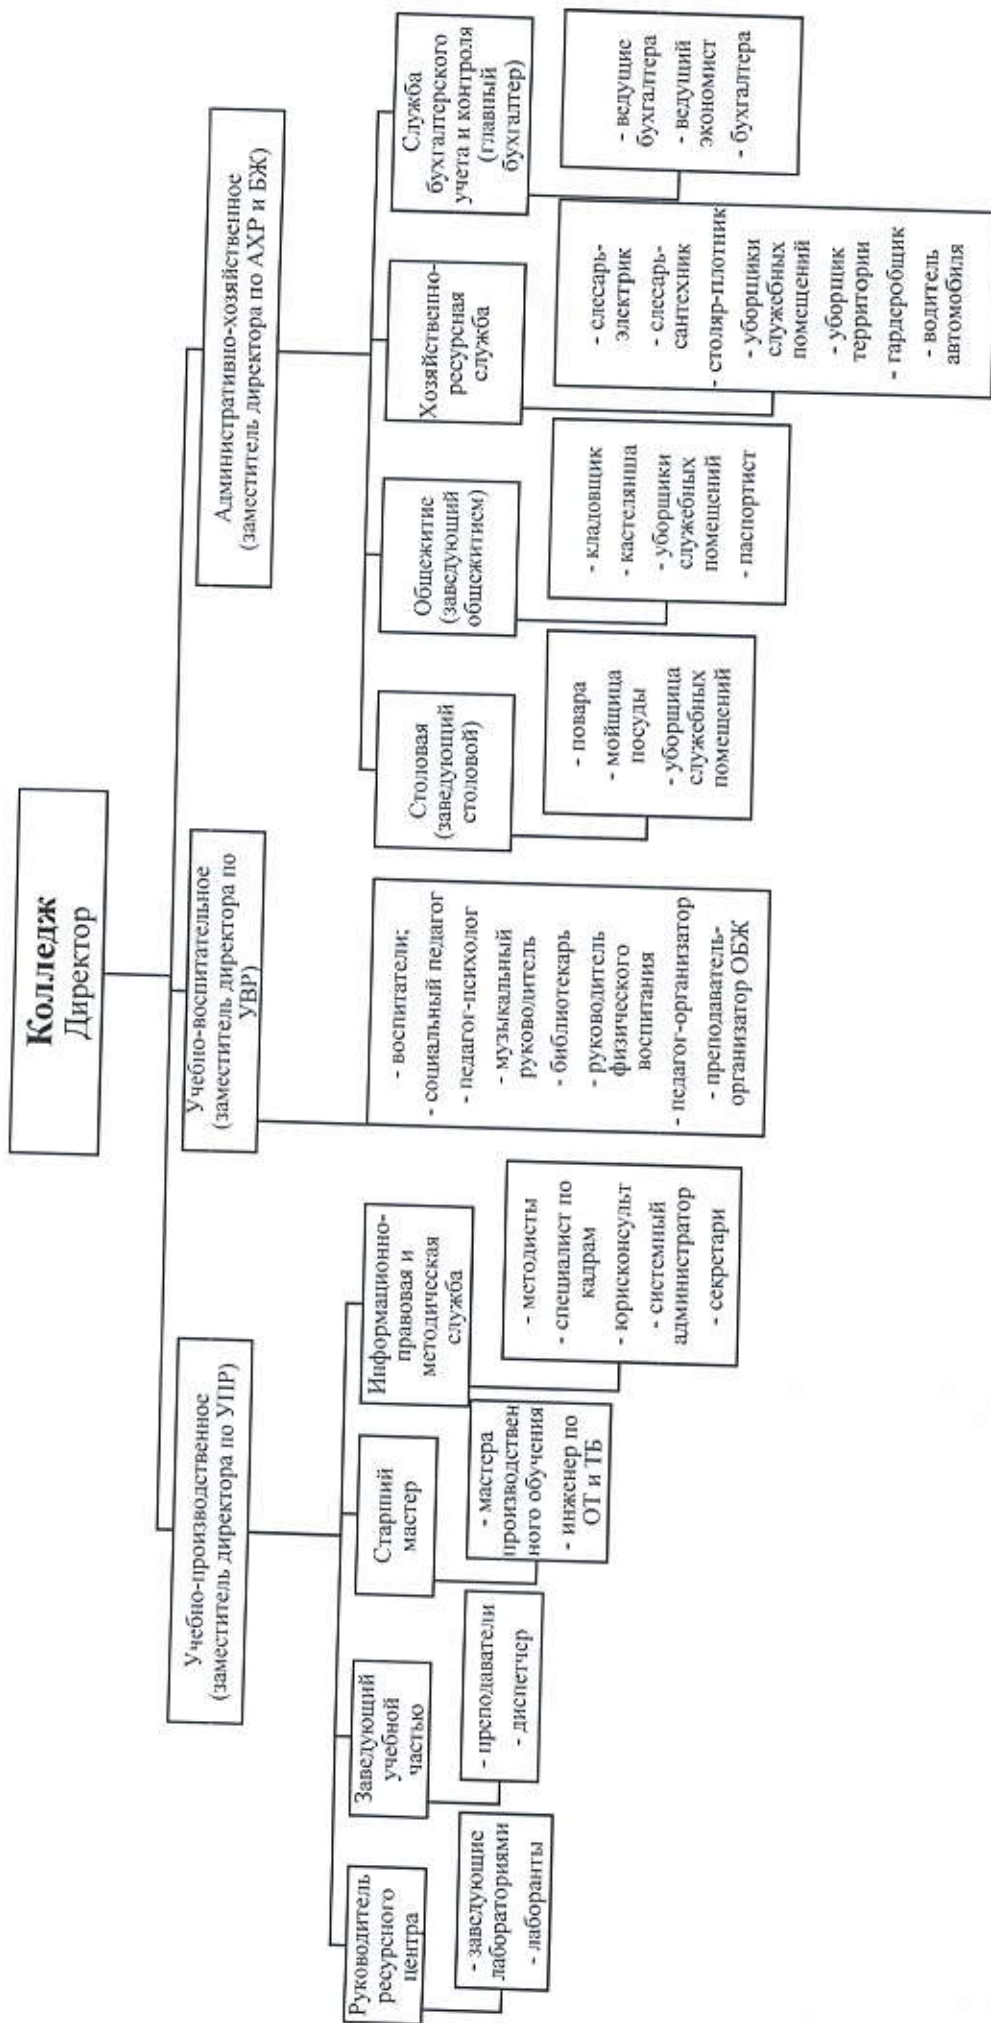 Колледж
Директор
Учебно-производственное
(заместитель директора по УПР)
Учебно-воспитательное
(заместитель директора по
УВР)
Административно-хозяйственное
(заместитель директора по АХР и БЖ)
Руководитель
ресурсного
центра
Заведующий
учебной
частью
Старший
мастер
Информационно-
правовая и
методическая
служба
Столовая
(заведующий
столовой)
Общежитие
(заведующий
общежитием)
Хозяйственно-
ресурсная
служба
Служба
бухгалтерского
учета и контроля
(главный
бухгалтер)
- заведующие
лабораториями
- лаборанты
- преподаватели
- диспетчер
- мастера
производствен
ного обучения
- инженер по
ОТ и ТБ
- методисты
- специалист по
кадрам
- юрисконсульт
- системный
администратор
- секретари
- воспитатели;
- социальный педагог
- педагог-психолог
- музыкальный
руководитель
- библиотекарь
- руководитель
физического
воспитания
- педагог-организатор
- преподаватель-
организатор ОБЖ
- повара
- мойщица
посуды
- уборщица
служебных
помещений
- кладовщик
- кастелянша
- уборщики
служебных
помещений
- паспортист
- слесарь-
электрик
- слесарь-
сантехник
- столяр-плотник
- уборщики
служебных
помещений
- уборщик
территории
- гардеробщик
- водитель
автомобиля
- ведущие
бухгалтера
- ведущий
экономист
- бухгалтера